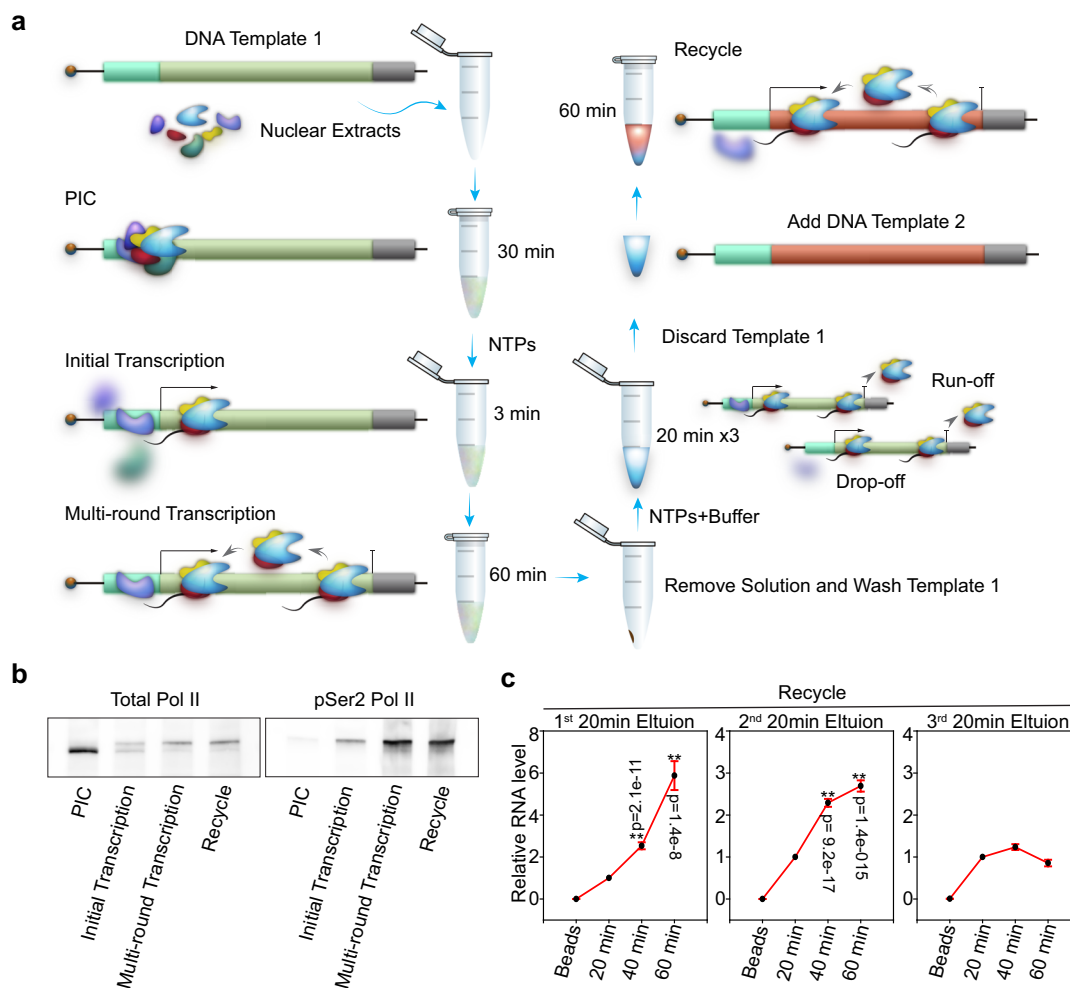 a
DNA Template 1
Nuclear Extracts
PIC
30 min
NTPs
Initial Transcription
3 min
Multi-round Transcription
60 min
Recycle
60 min
Add DNA Template 2
Discard Template 1
Run-off
20 min x3
Drop-off
NTPs+Buffer
Remove Solution and Wash Template 1
b
Total Pol II
pSer2 Pol II
PIC
Initial Transcription
Multi-round Transcription
Recycle
PIC
Initial Transcription
Multi-round Transcription
Recycle
c
Recycle
1st 20min Eltuion
2nd 20min Eltuion
3rd 20min Eltuion
Relative RNA level
8
6
4
2
0
** p=2.1e-11
** p=1.4e-8
Beads
20 min
40 min
60 min
4
3
2
1
0
** p= 9.2e-17
** p=1.4e-015
Beads
20 min
40 min
60 min
4
3
2
1
0
Beads
20 min
40 min
60 min